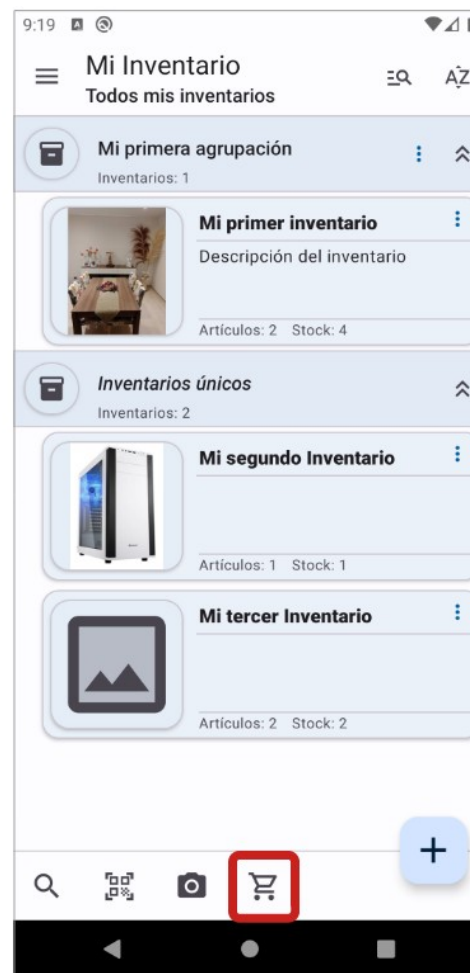 9:19
Mi Inventario
Todos mis inventarios
AZ
Mi primera agrupación
Inventarios: 1
Mi primer inventario
Descripción del inventario
Artículos: 2 Stock: 4
Inventarios únicos
Inventarios: 2
Mi segundo Inventario
Artículos: 1 Stock: 1
Mi tercer Inventario
Artículos: 2 Stock: 2